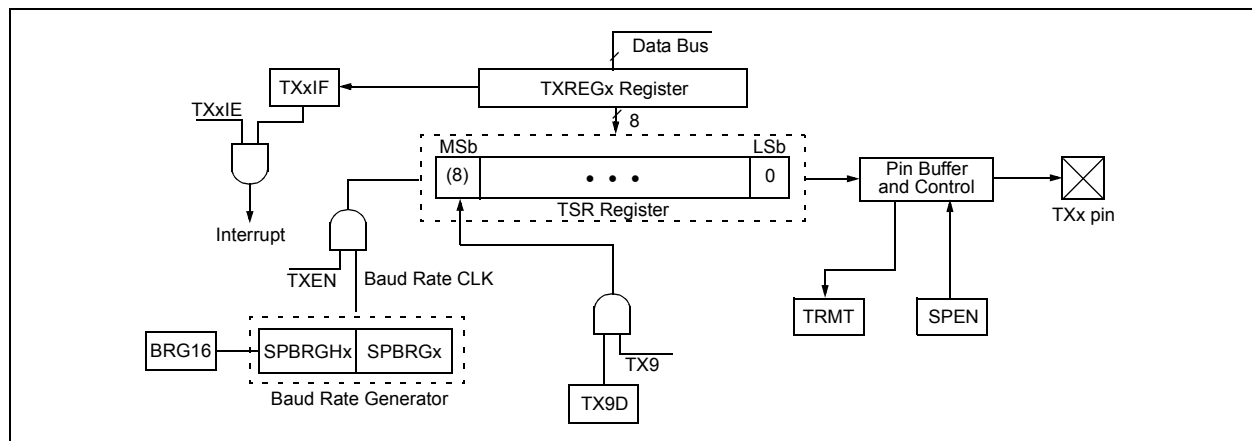 Data Bus
TXxIF
TXREGx Register
TXxIE
8
MSb
LSb
(8)
• • •
0
Pin Buffer
and Control
TSR Register
TXx pin
Interrupt
TXEN
Baud Rate CLK
TRMT
SPEN
BRG16
SPBRGHx
SPBRGx
TX9
Baud Rate Generator
TX9D